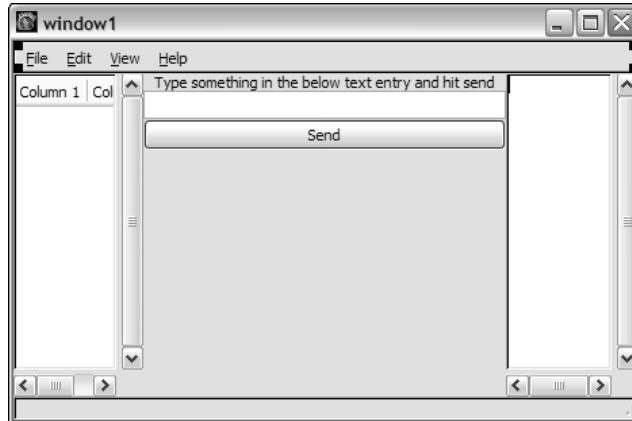 window1
File Edit View Help
Column 1 Col
Type something in the below text entry and hit send
Send